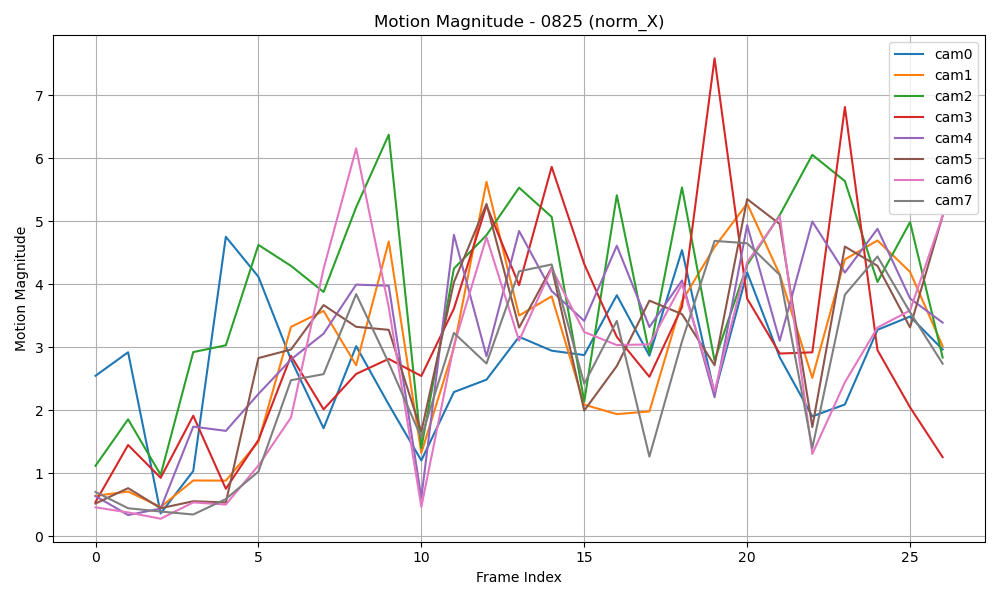 Motion Magnitude - 0825 (norm_X)
cam0
cam1
cam2
cam3
cam4
cam5
cam6
cam7
Motion Magnitude
7
6
5
4
3
2
1
0
0 5 10 15 20 25
Frame Index